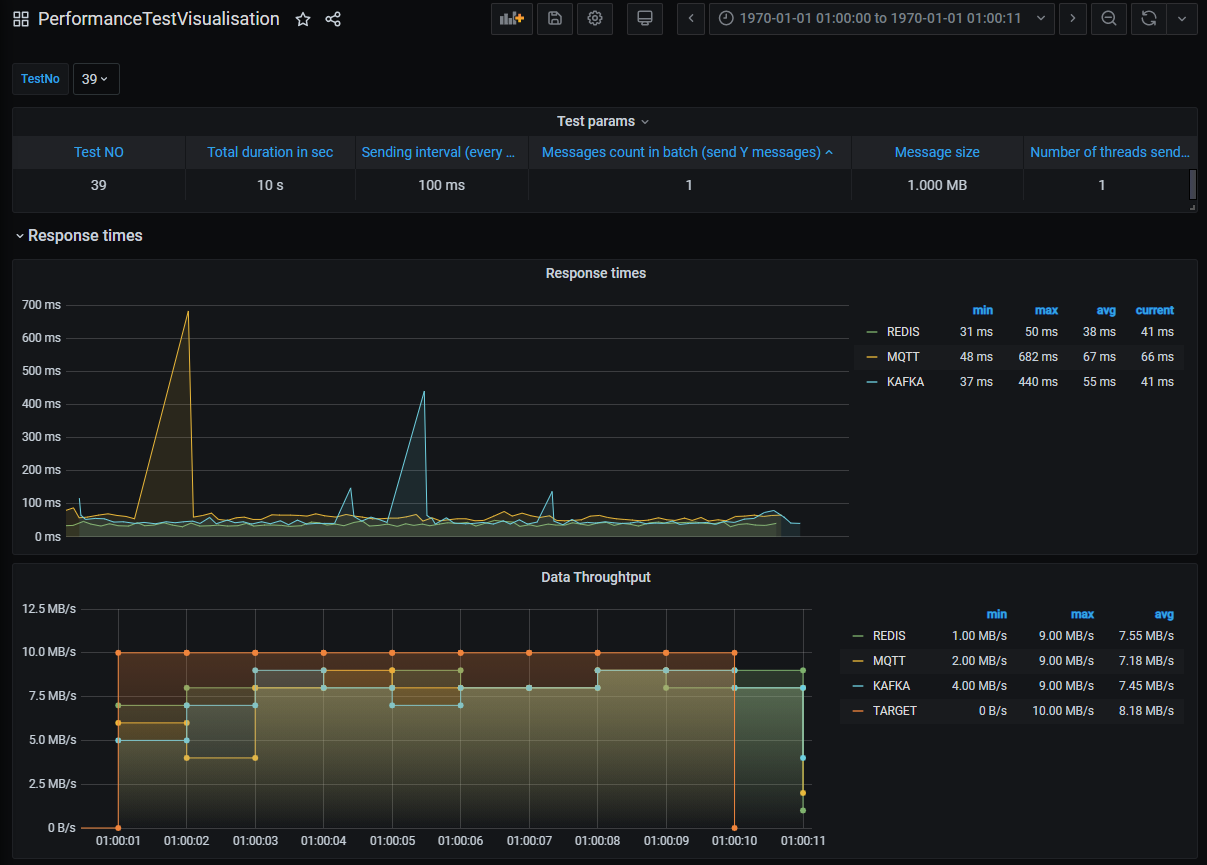 PerformanceTestVisualisation
1970-01-01 01:00:00 to 1970-01-01 01:00:11
TestNo 39
Test params
Test NO Total duration in sec Sending interval (every ... Messages count in batch (send Y messages) Message size Number of threads send...
39 10 s 100 ms 1 1.000 MB 1
Response times
Response times
700 ms
600 ms
500 ms
400 ms
300 ms
200 ms
100 ms
0 ms
min max avg current
REDIS 31 ms 50 ms 38 ms 41 ms
MQTT 48 ms 682 ms 67 ms 66 ms
KAFKA 37 ms 440 ms 55 ms 41 ms
Data Throughtput
12.5 MB/s
10.0 MB/s
7.5 MB/s
5.0 MB/s
2.5 MB/s
0 B/s
01:00:01 01:00:02 01:00:03 01:00:04 01:00:05 01:00:06 01:00:07 01:00:08 01:00:09 01:00:10 01:00:11
min max avg
REDIS 1.00 MB/s 9.00 MB/s 7.55 MB/s
MQTT 2.00 MB/s 9.00 MB/s 7.18 MB/s
KAFKA 4.00 MB/s 9.00 MB/s 7.45 MB/s
TARGET 0 B/s 10.00 MB/s 8.18 MB/s